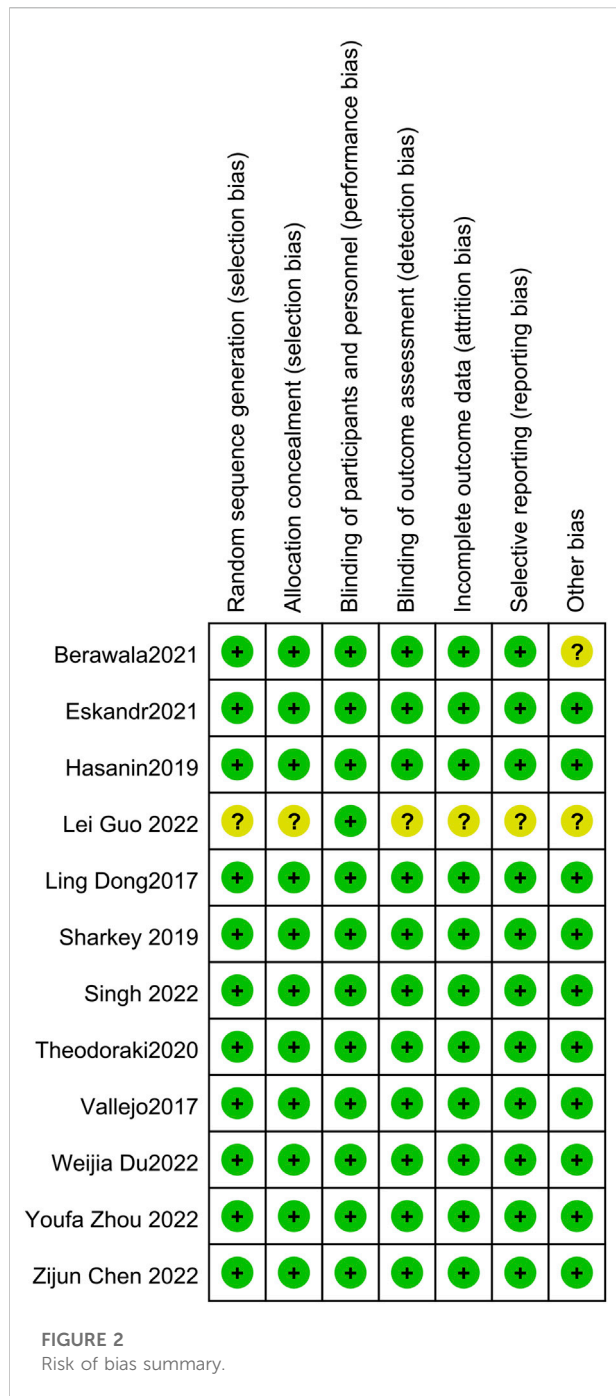 Random sequence generation (selection bias)
Allocation concealment (selection bias)
Blinding of participants and personnel (performance bias)
Blinding of outcome assessment (detection bias)
Incomplete outcome data (attrition bias)
Selective reporting (reporting bias)
Other bias
Berawala2021 + + + + + + ?
Eskandr2021 + + + + + + +
Hasanin2019 + + + + + + +
Lei Guo 2022 ? ? + ? ? ? ?
Ling Dong2017 + + + + + + +
Sharkey 2019 + + + + + + +
Singh 2022 + + + + + + +
Theodoraki2020 + + + + + + +
Vallejo2017 + + + + + + +
Weijia Du2022 + + + + + + +
Youfa Zhou 2022 + + + + + + +
Zijun Chen 2022 + + + + + + +
FIGURE 2
Risk of bias summary.